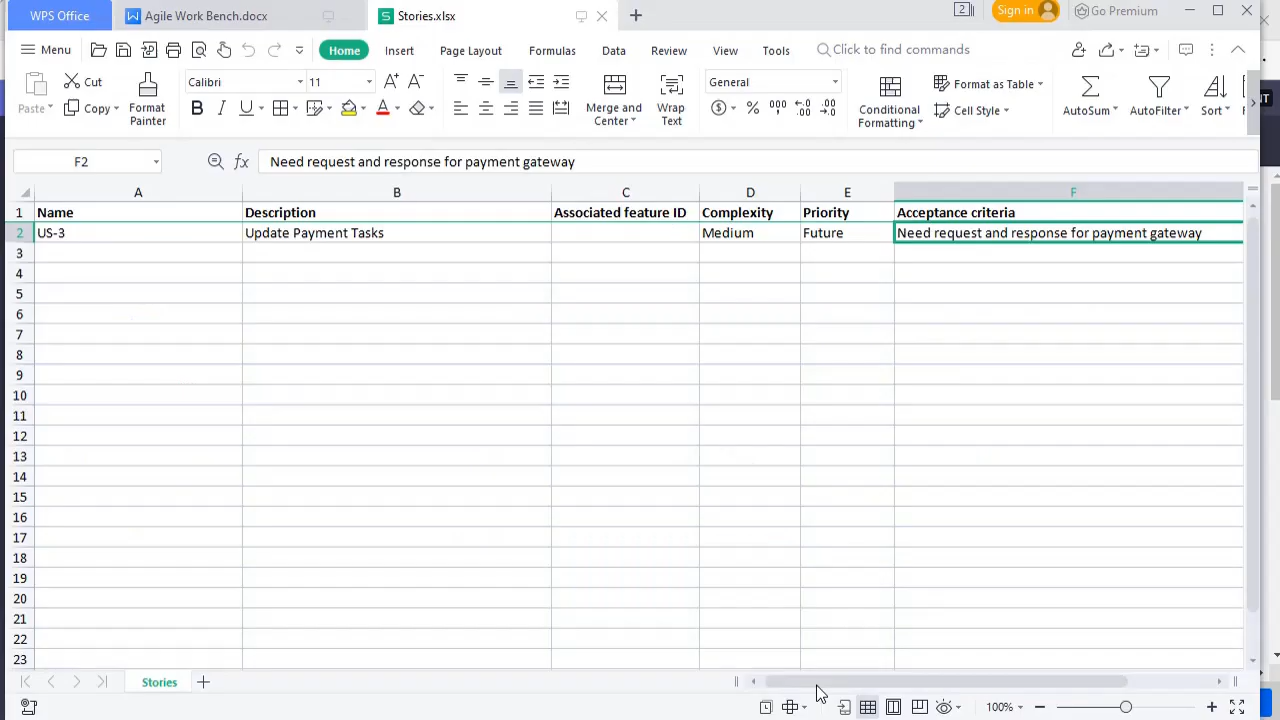 WPS Office Agile Work Bench.docx Stories.xlsx 2 Sign in Go Premium
Menu Home Insert Page Layout Formulas Data Review View Tools Click to find commands
Paste Cut Copy Format Painter Calibri 11 Merge and Center Wrap Text General Conditional Formatting Format as Table Cell Style AutoSum AutoFilter Sort
F2 fx Need request and response for payment gateway
A B C D E F
1 Name Description Associated feature ID Complexity Priority Acceptance criteria
2 US-3 Update Payment Tasks Medium Future Need request and response for payment gateway
3
4
5
6
7
8
9
10
11
12
13
14
15
16
17
18
19
20
21
22
23
Stories
100%